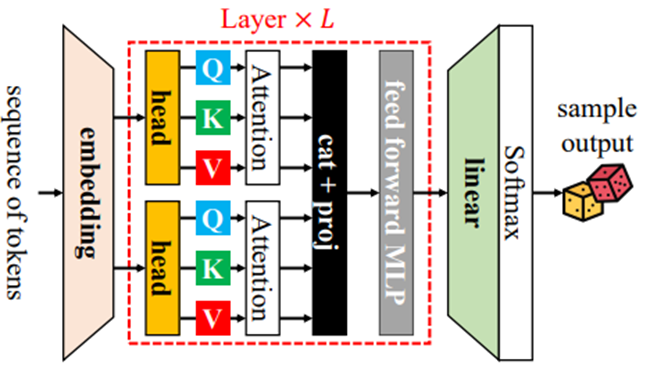 Layer × L
sequence of tokens
embedding
head
Q
K
V
Attention
head
Q
K
V
Attention
cat + proj
feed forward MLP
linear
Softmax
sample
output